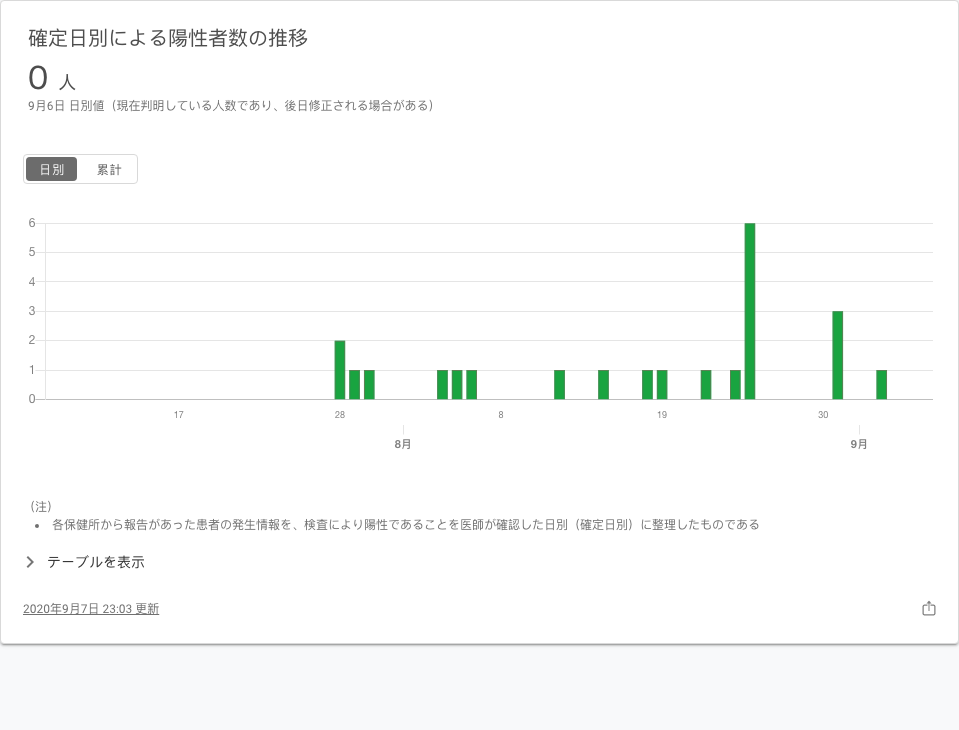 確定日別による陽性者数の推移
0 人
9月6日 日別値（現在判明している人数であり、後日修正される場合がある）
日別 累計
6
5
4
3
2
1
0
17 28 8 19 30
8月 9月
（注）
• 各保健所から報告があった患者の発生情報を、検査により陽性であることを医師が確認した日別（確定日別）に整理したものである
テーブルを表示
2020年9月7日 23:03 更新